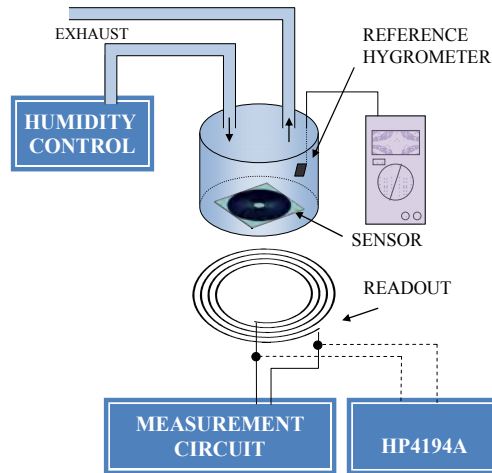 EXHAUST
REFERENCE
HYGROMETER
HUMIDITY
CONTROL
SENSOR
READOUT
MEASUREMENT
CIRCUIT
HP4194A